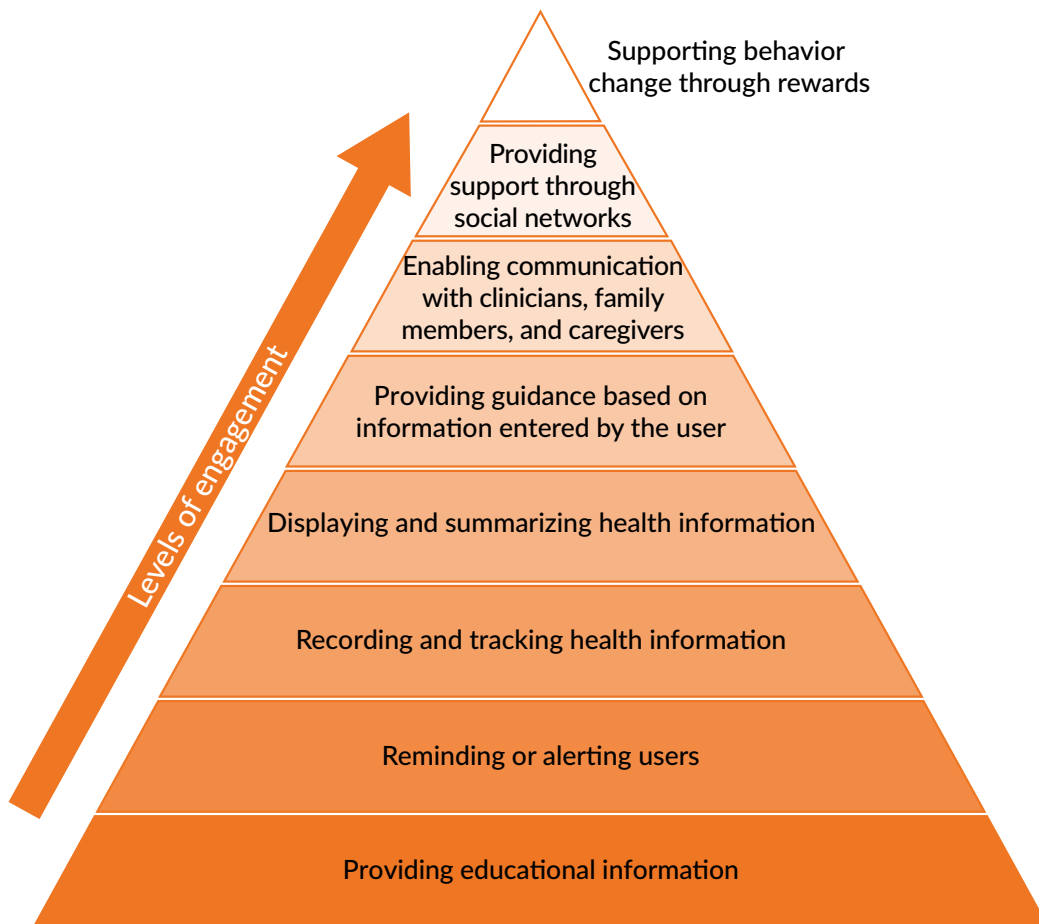 Supporting behavior
change through rewards
Providing
support through
social networks
Enabling communication
with clinicians, family
members, and caregivers
Providing guidance based on
information entered by the user
Displaying and summarizing health information
Recording and tracking health information
Reminding or alerting users
Providing educational information
Levels of engagement